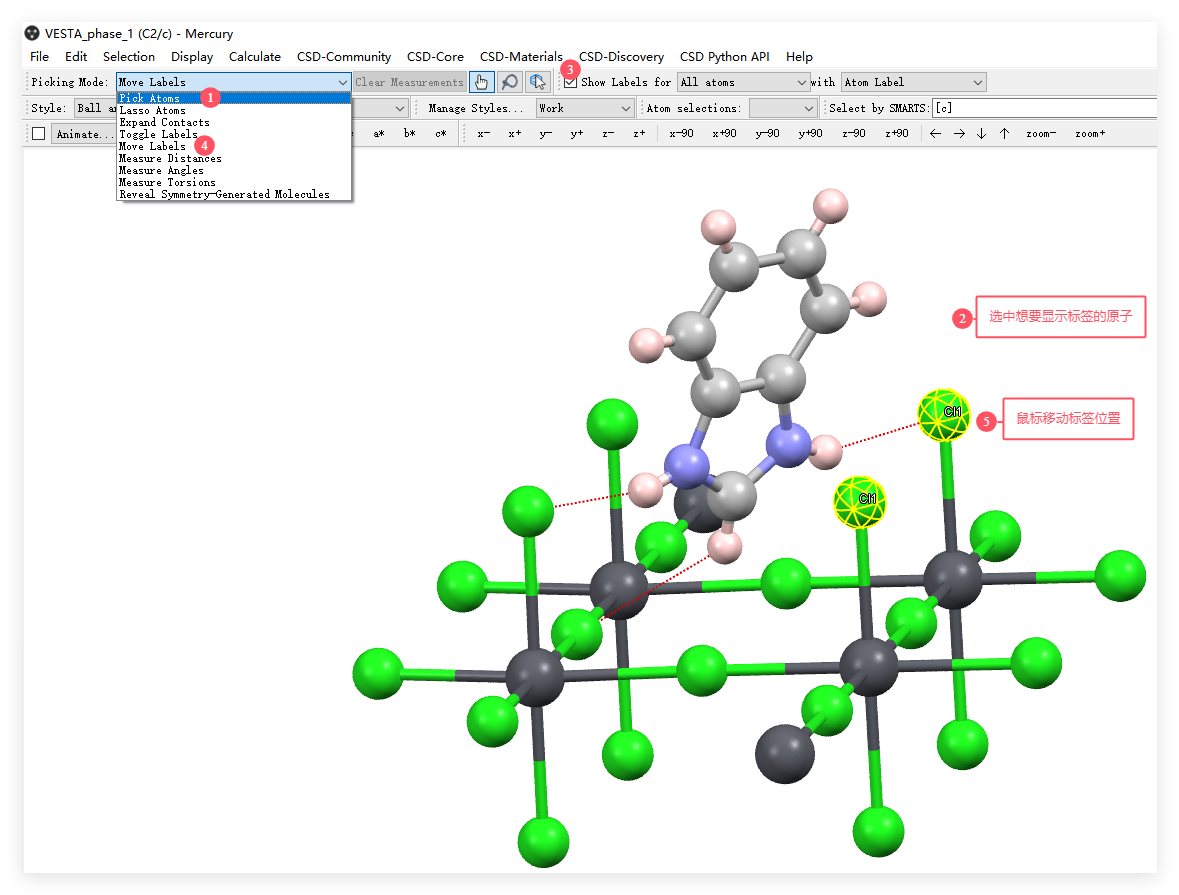 VESTA_phase_1 (C2/c) - Mercury
File Edit Selection Display Calculate CSD-Community CSD-Core CSD-Materials CSD-Discovery CSD Python API Help
Picking Mode: Move Labels Clear Measurements 3 Show Labels for All atoms with Atom Label
Pick Atoms 1
Style: Ball a Manage Styles... Work Atom selections: Select by SMARTS: [c]
Lasso Atoms
Expand Contacts
Animate... a* b* c* x- x+ y- y+ z- z+ x-90 x+90 y-90 y+90 z-90 z+90 ← → ↓ ↑ zoom- zoom+
Toggle Labels
Move Labels 4
Measure Distances
Measure Angles
Measure Torsions
Reveal Symmetry-Generated Molecules
2 选中想要显示标签的原子
Cl1
5 鼠标移动标签位置
Cl1